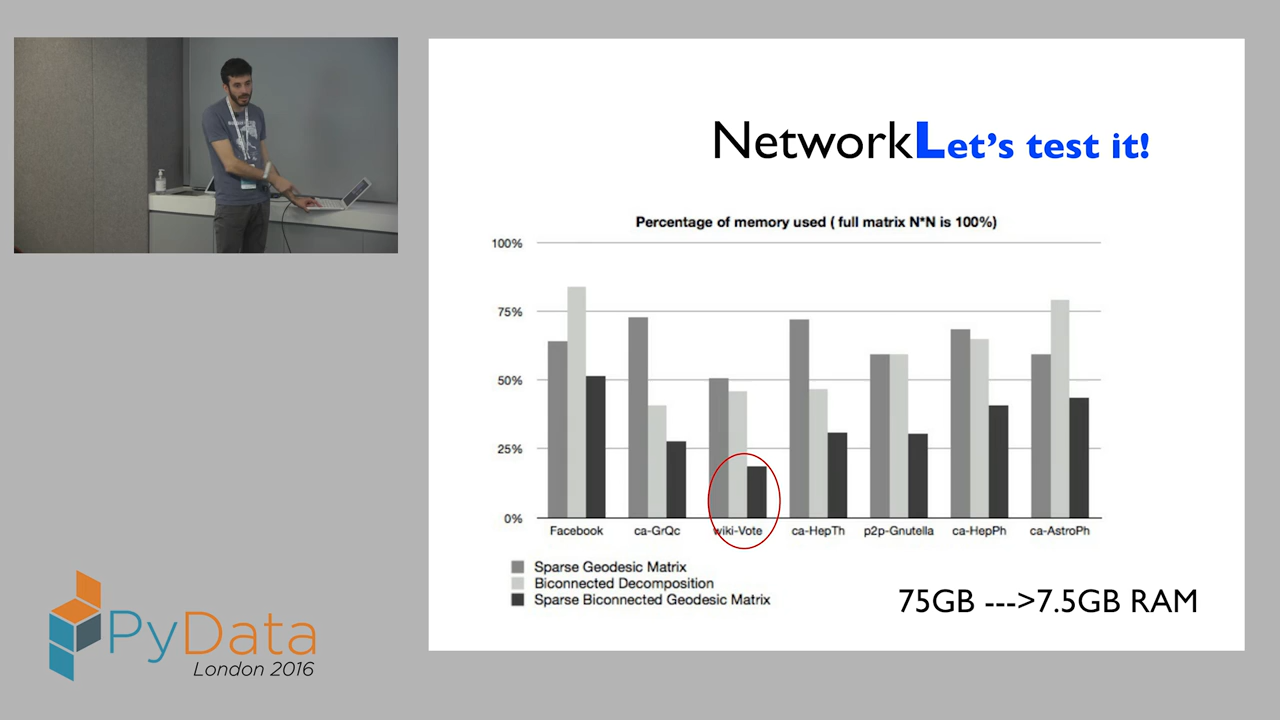 NetworkLet's test it!
Percentage of memory used ( full matrix N*N is 100%)
100%
75%
50%
25%
0%
Facebook ca-GrQc wiki-Vote ca-HepTh p2p-Gnutella ca-HepPh ca-AstroPh
Sparse Geodesic Matrix
Biconnected Decomposition
Sparse Biconnected Geodesic Matrix
75GB --->7.5GB RAM
PyData
London 2016